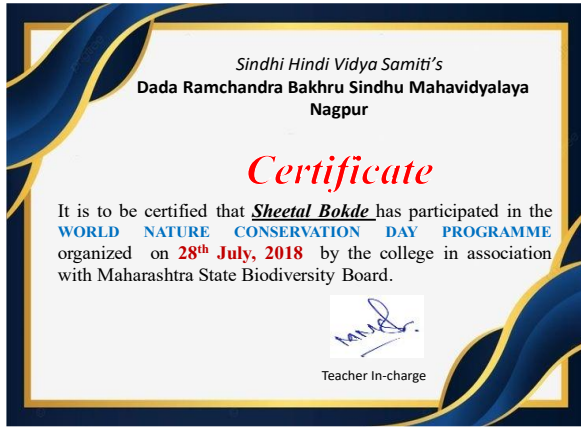 Sindhi Hindi Vidya Samiti's
Dada Ramchandra Bakhru Sindhu Mahavidyalaya
Nagpur
Certificate
It is to be certified that Sheetal Bokde has participated in the
WORLD NATURE CONSERVATION DAY PROGRAMME
organized on 28th July, 2018 by the college in association
with Maharashtra State Biodiversity Board.
Teacher In-charge